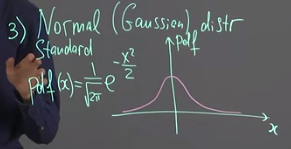 3) Normal (Gaussian) distr
Standard
pdf(x)=1/√2π e^-x²/2
pdf
x